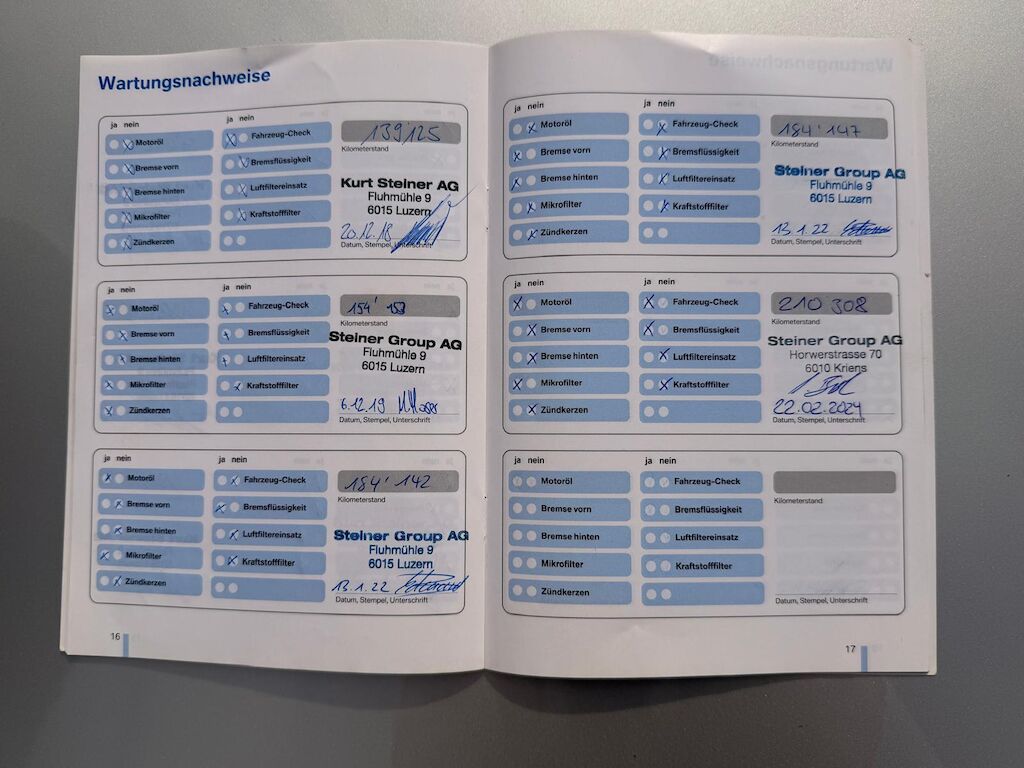 Wartungsnachweise
ja nein
ja nein
Motoröl
Fahrzeug-Check
139'125
Kilometerstand
Bremse vorn
Bremsflüssigkeit
Bremse hinten
Luftfiltereinsatz
Kurt Steiner AG
Fluhmühle 9
6015 Luzern
Mikrofilter
Kraftstofffilter
Zündkerzen
20.12.18
Datum, Stempel, Unterschrift
ja nein
ja nein
Motoröl
Fahrzeug-Check
154' 153
Kilometerstand
Bremse vorn
Bremsflüssigkeit
Steiner Group AG
Fluhmühle 9
6015 Luzern
Bremse hinten
Luftfiltereinsatz
Mikrofilter
Kraftstofffilter
Zündkerzen
6.12.19
Datum, Stempel, Unterschrift
ja nein
ja nein
Motoröl
Fahrzeug-Check
184' 142
Kilometerstand
Bremse vorn
Bremsflüssigkeit
Bremse hinten
Luftfiltereinsatz
Steiner Group AG
Fluhmühle 9
6015 Luzern
Mikrofilter
Kraftstofffilter
Zündkerzen
13.1.22
Datum, Stempel, Unterschrift
16
ja nein
ja nein
Motoröl
Fahrzeug-Check
184'147
Kilometerstand
Bremse vorn
Bremsflüssigkeit
Bremse hinten
Luftfiltereinsatz
Steiner Group AG
Fluhmühle 9
6015 Luzern
Mikrofilter
Kraftstofffilter
Zündkerzen
13.1.22
Datum, Stempel, Unterschrift
ja nein
ja nein
Motoröl
Fahrzeug-Check
210 308
Kilometerstand
Bremse vorn
Bremsflüssigkeit
Steiner Group AG
Horwerstrasse 70
6010 Kriens
Bremse hinten
Luftfiltereinsatz
Mikrofilter
Kraftstofffilter
Zündkerzen
22.02.2024
Datum, Stempel, Unterschrift
ja nein
ja nein
Motoröl
Fahrzeug-Check
Kilometerstand
Bremse vorn
Bremsflüssigkeit
Bremse hinten
Luftfiltereinsatz
Mikrofilter
Kraftstofffilter
Zündkerzen
Datum, Stempel, Unterschrift
17